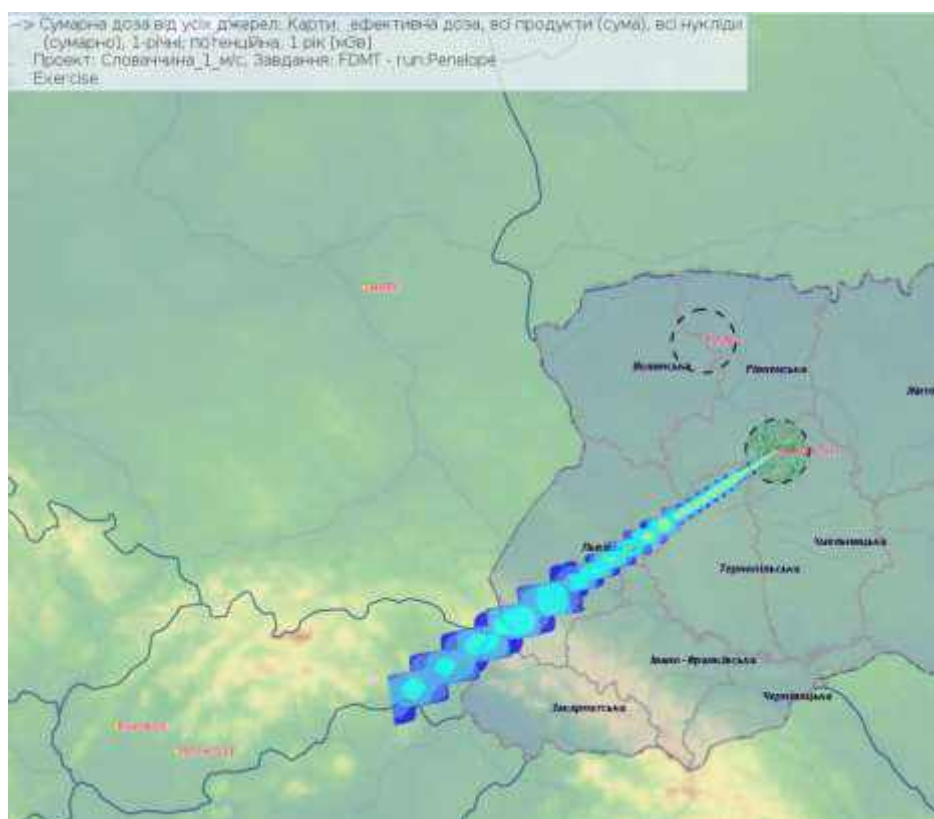 -> Сумарна доза від усіх джерел: Карти: ефективна доза, всі продукти (сума), всі нукліди
(сумарно), 1-річні, потенційна, 1 рік [мЗв]
Проект: Словаччина_1_м/с, Завдання: FDMT - run:Penelope
Exercise
Волинська
Рівненська
Жито
Львів
Хмельницька
Тернопільська
Івано-Франківська
Чернівецька
Закарпатська